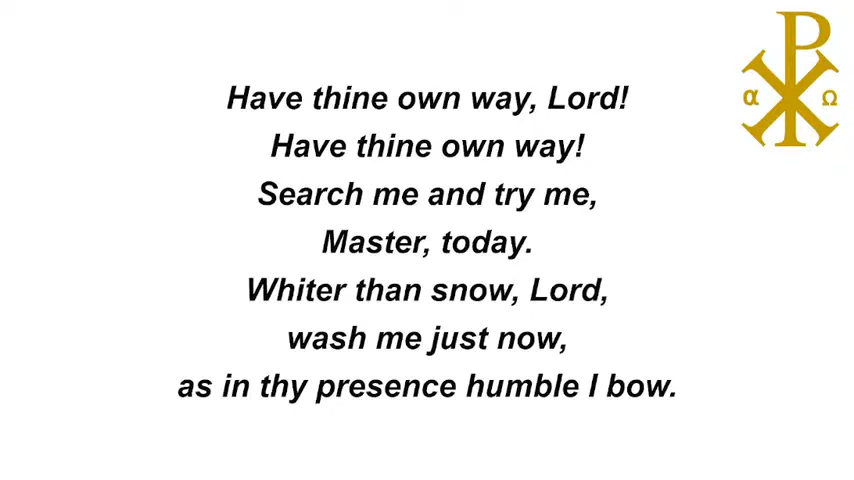 Have thine own way, Lord!
Have thine own way!
Search me and try me,
Master, today.
Whiter than snow, Lord,
wash me just now,
as in thy presence humble I bow.
α Ω